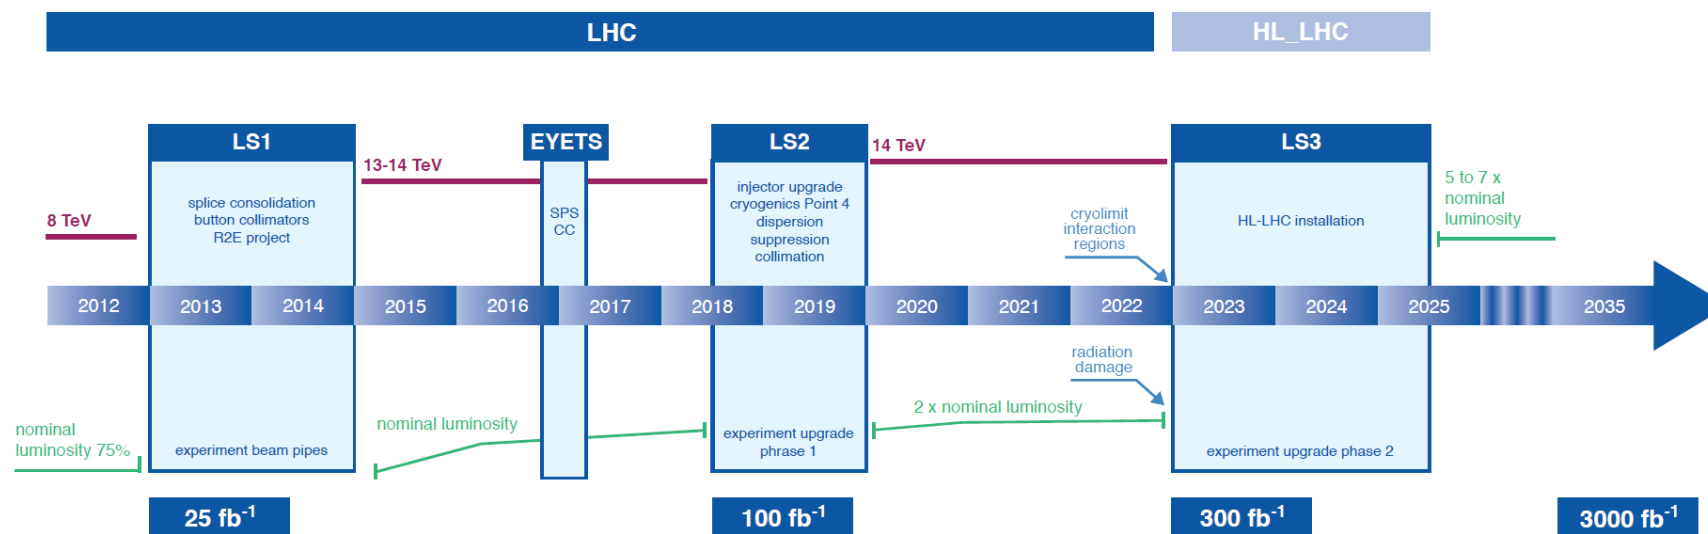 LHC
HL_LHC
LS1
EYETS
LS2
LS3
8 TeV
13-14 TeV
14 TeV
splice consolidation
button collimators
R2E project
SPS
CC
injector upgrade
cryogenics Point 4
dispersion
suppression
collimation
cryolimit
interaction
regions
HL-LHC installation
5 to 7 x
nominal
luminosity
2012
2013
2014
2015
2016
2017
2018
2019
2020
2021
2022
2023
2024
2025
2035
radiation
damage
nominal
luminosity 75%
experiment beam pipes
nominal luminosity
experiment upgrade
phrase 1
2 x nominal luminosity
experiment upgrade phase 2
25 fb⁻¹
100 fb⁻¹
300 fb⁻¹
3000 fb⁻¹